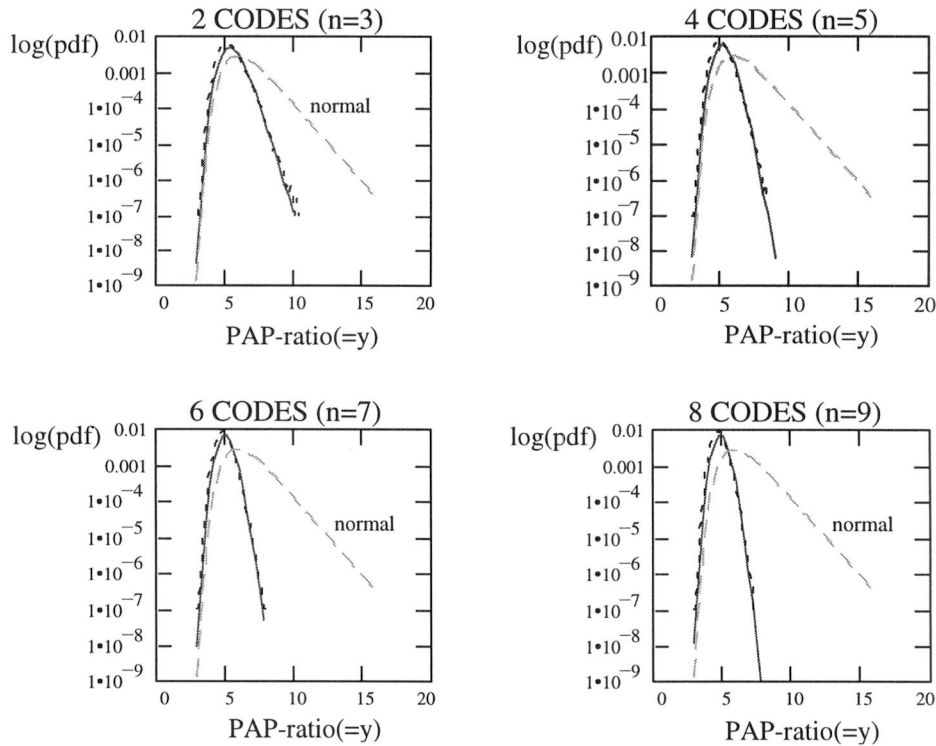 2 CODES (n=3)
log(pdf)
0.01
0.001
1•10⁻⁴
1•10⁻⁵
1•10⁻⁶
1•10⁻⁷
1•10⁻⁸
1•10⁻⁹
normal
0 5 10 15 20
PAP-ratio(=y)
4 CODES (n=5)
log(pdf)
0.01
0.001
1•10⁻⁴
1•10⁻⁵
1•10⁻⁶
1•10⁻⁷
1•10⁻⁸
1•10⁻⁹
0 5 10 15 20
PAP-ratio(=y)
6 CODES (n=7)
log(pdf)
0.01
0.001
1•10⁻⁴
1•10⁻⁵
1•10⁻⁶
1•10⁻⁷
1•10⁻⁸
1•10⁻⁹
normal
0 5 10 15 20
PAP-ratio(=y)
8 CODES (n=9)
log(pdf)
0.01
0.001
1•10⁻⁴
1•10⁻⁵
1•10⁻⁶
1•10⁻⁷
1•10⁻⁸
1•10⁻⁹
normal
0 5 10 15 20
PAP-ratio(=y)